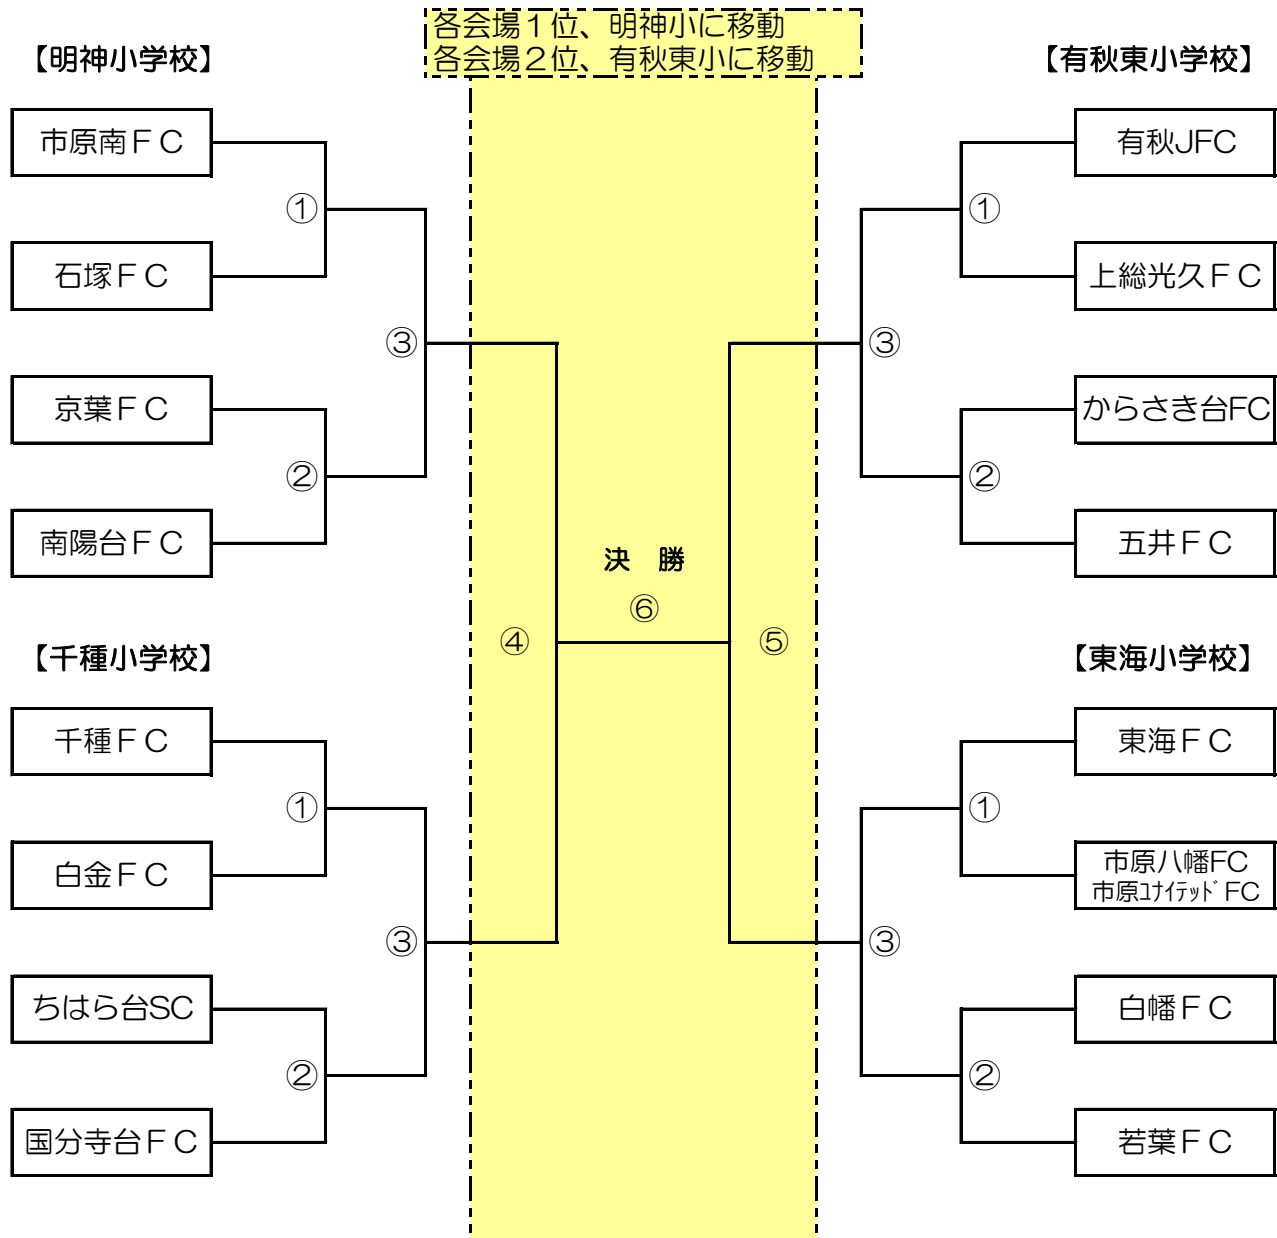 各会場１位、明神小に移動
各会場２位、有秋東小に移動
【明神小学校】
市原南ＦＣ
①
石塚ＦＣ
③
京葉ＦＣ
②
南陽台ＦＣ
【千種小学校】
千種ＦＣ
①
白金ＦＣ
③
ちはら台SC
②
国分寺台ＦＣ
④
決　勝
⑥
⑤
【有秋東小学校】
有秋JFC
①
上総光久ＦＣ
③
からさき台FC
②
五井ＦＣ
【東海小学校】
東海ＦＣ
①
市原八幡FC
市原ﾕﾅｲﾃｯﾄﾞFC
③
白幡ＦＣ
②
若葉ＦＣ